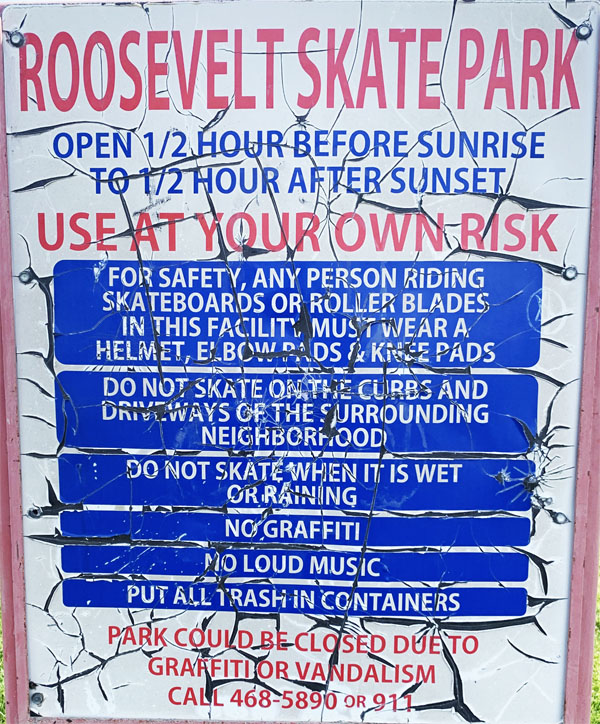 ROOSEVELT SKATE PARK
OPEN 1/2 HOUR BEFORE SUNRISE
TO 1/2 HOUR AFTER SUNSET
USE AT YOUR OWN RISK
FOR SAFETY, ANY PERSON RIDING
SKATEBOARDS OR ROLLER BLADES
IN THIS FACILITY MUST WEAR A
HELMET, ELBOW PADS & KNEE PADS
DO NOT SKATE ON THE CURBS AND
DRIVEWAYS OF THE SURROUNDING
NEIGHBORHOOD
DO NOT SKATE WHEN IT IS WET
OR RAINING
NO GRAFFITI
NO LOUD MUSIC
PUT ALL TRASH IN CONTAINERS
PARK COULD BE CLOSED DUE TO
GRAFFITI OR VANDALISM
CALL 468-5890 OR 911